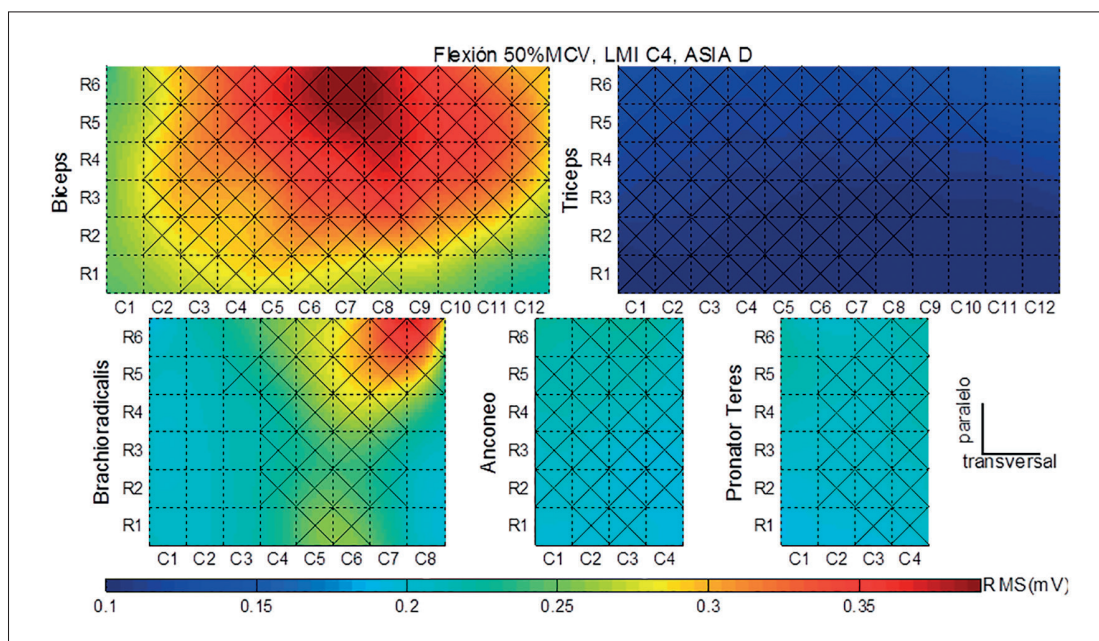 Flexión 50%MCV, LMI C4, ASIA D
Biceps
R6
R5
R4
R3
R2
R1
C1 C2 C3 C4 C5 C6 C7 C8 C9 C10 C11 C12
Triceps
R6
R5
R4
R3
R2
R1
C1 C2 C3 C4 C5 C6 C7 C8 C9 C10 C11 C12
Brachioradicalis
R6
R5
R4
R3
R2
R1
C1 C2 C3 C4 C5 C6 C7 C8
Anconeo
R6
R5
R4
R3
R2
R1
C1 C2 C3 C4
Pronator Teres
R6
R5
R4
R3
R2
R1
C1 C2 C3 C4
paralelo
transversal
RMS(mV)
0.1 0.15 0.2 0.25 0.3 0.35